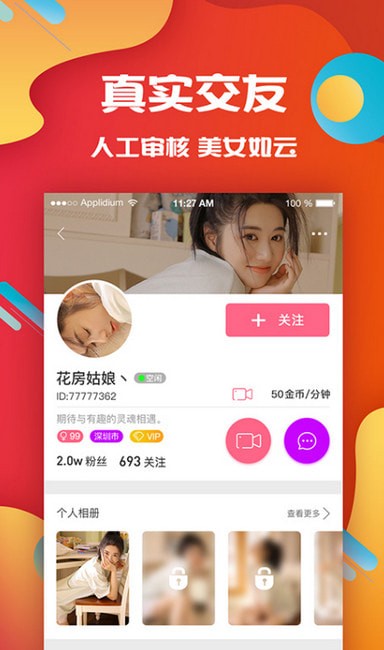 真实交友
人工审核 美女如云
Applidium 11:27 AM 100 %
+ 关注
花房姑娘丶 空闲
ID:77777362
50金币/分钟
期待与有趣的灵魂相遇。
99 深圳市 VIP
2.0w 粉丝 693 关注
个人相册 查看更多